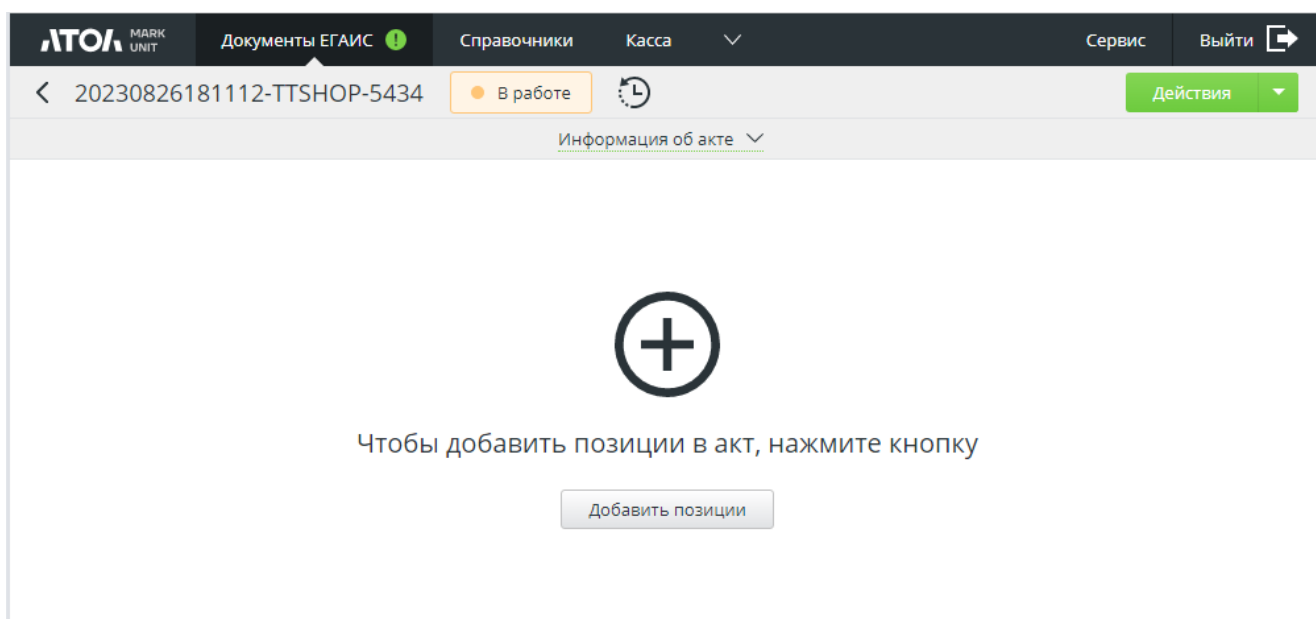 АТОЛ MARK UNIT Документы ЕГАИС Справочники Касса Сервис Выйти
20230826181112-TTSHOP-5434 В работе Действия
Информация об акте
Чтобы добавить позиции в акт, нажмите кнопку
Добавить позиции